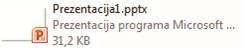 Prezentacija1.pptx
Prezentacija programa Microsoft ...
31,2 KB